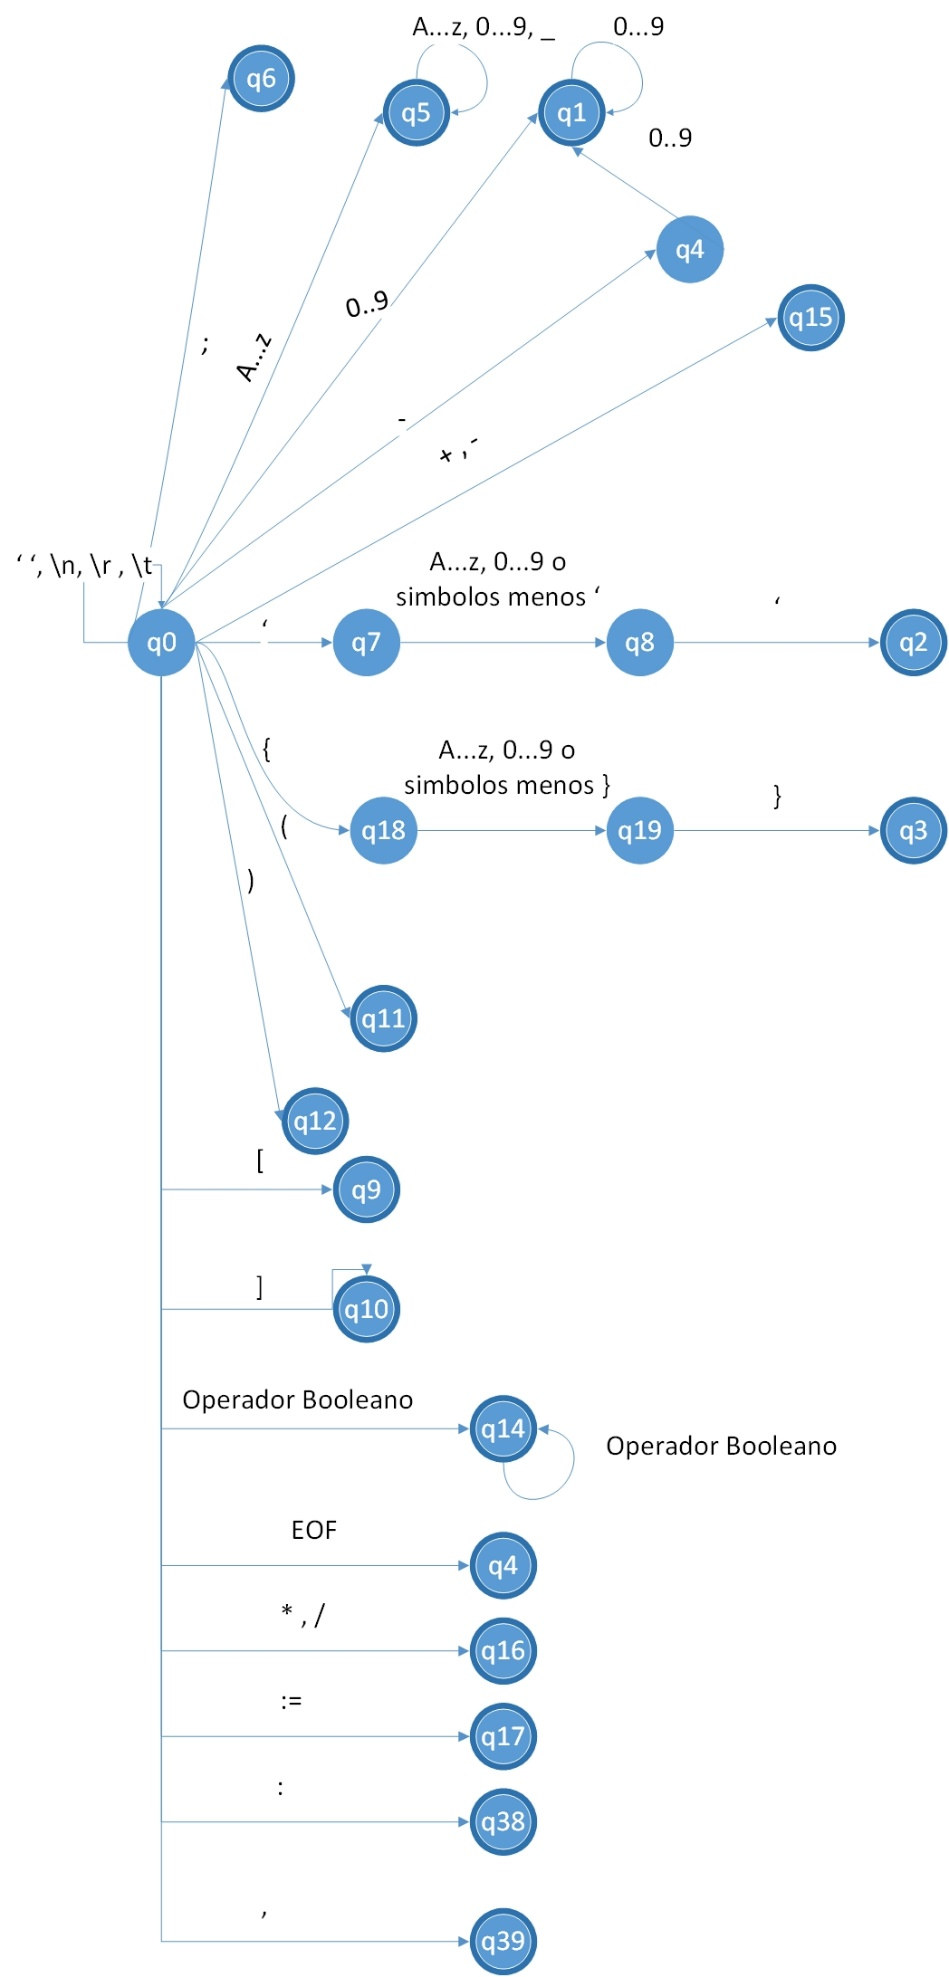 A...z, 0...9, _
0...9
q6
q5
q1
0..9
q4
q15
0..9
;
A...z
-
+ , -
‘ ‘, \n, \r , \t
A...z, 0...9 o
simbolos menos ‘
‘
‘
q0
q7
q8
q2
{
A...z, 0...9 o
simbolos menos }
}
(
q18
q19
q3
)
q11
q12
[
q9
]
q10
Operador Booleano
q14
Operador Booleano
EOF
q4
* , /
q16
:=
q17
:
q38
,
q39